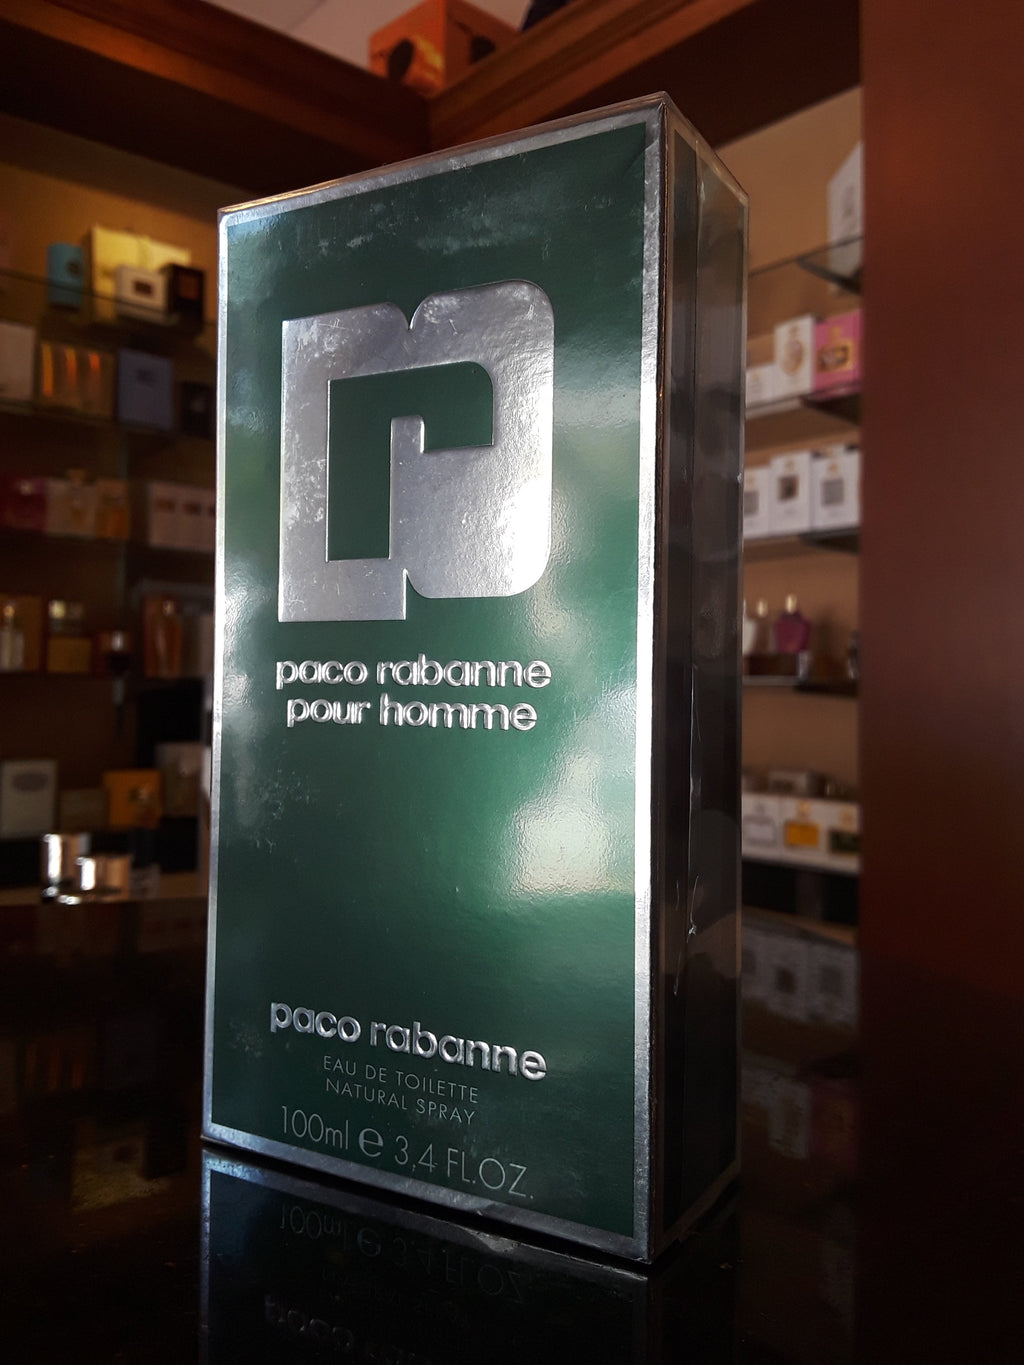 paco rabanne
pour homme
paco rabanne
EAU DE TOILETTE
NATURAL SPRAY
100ml e 3,4 FL.OZ.